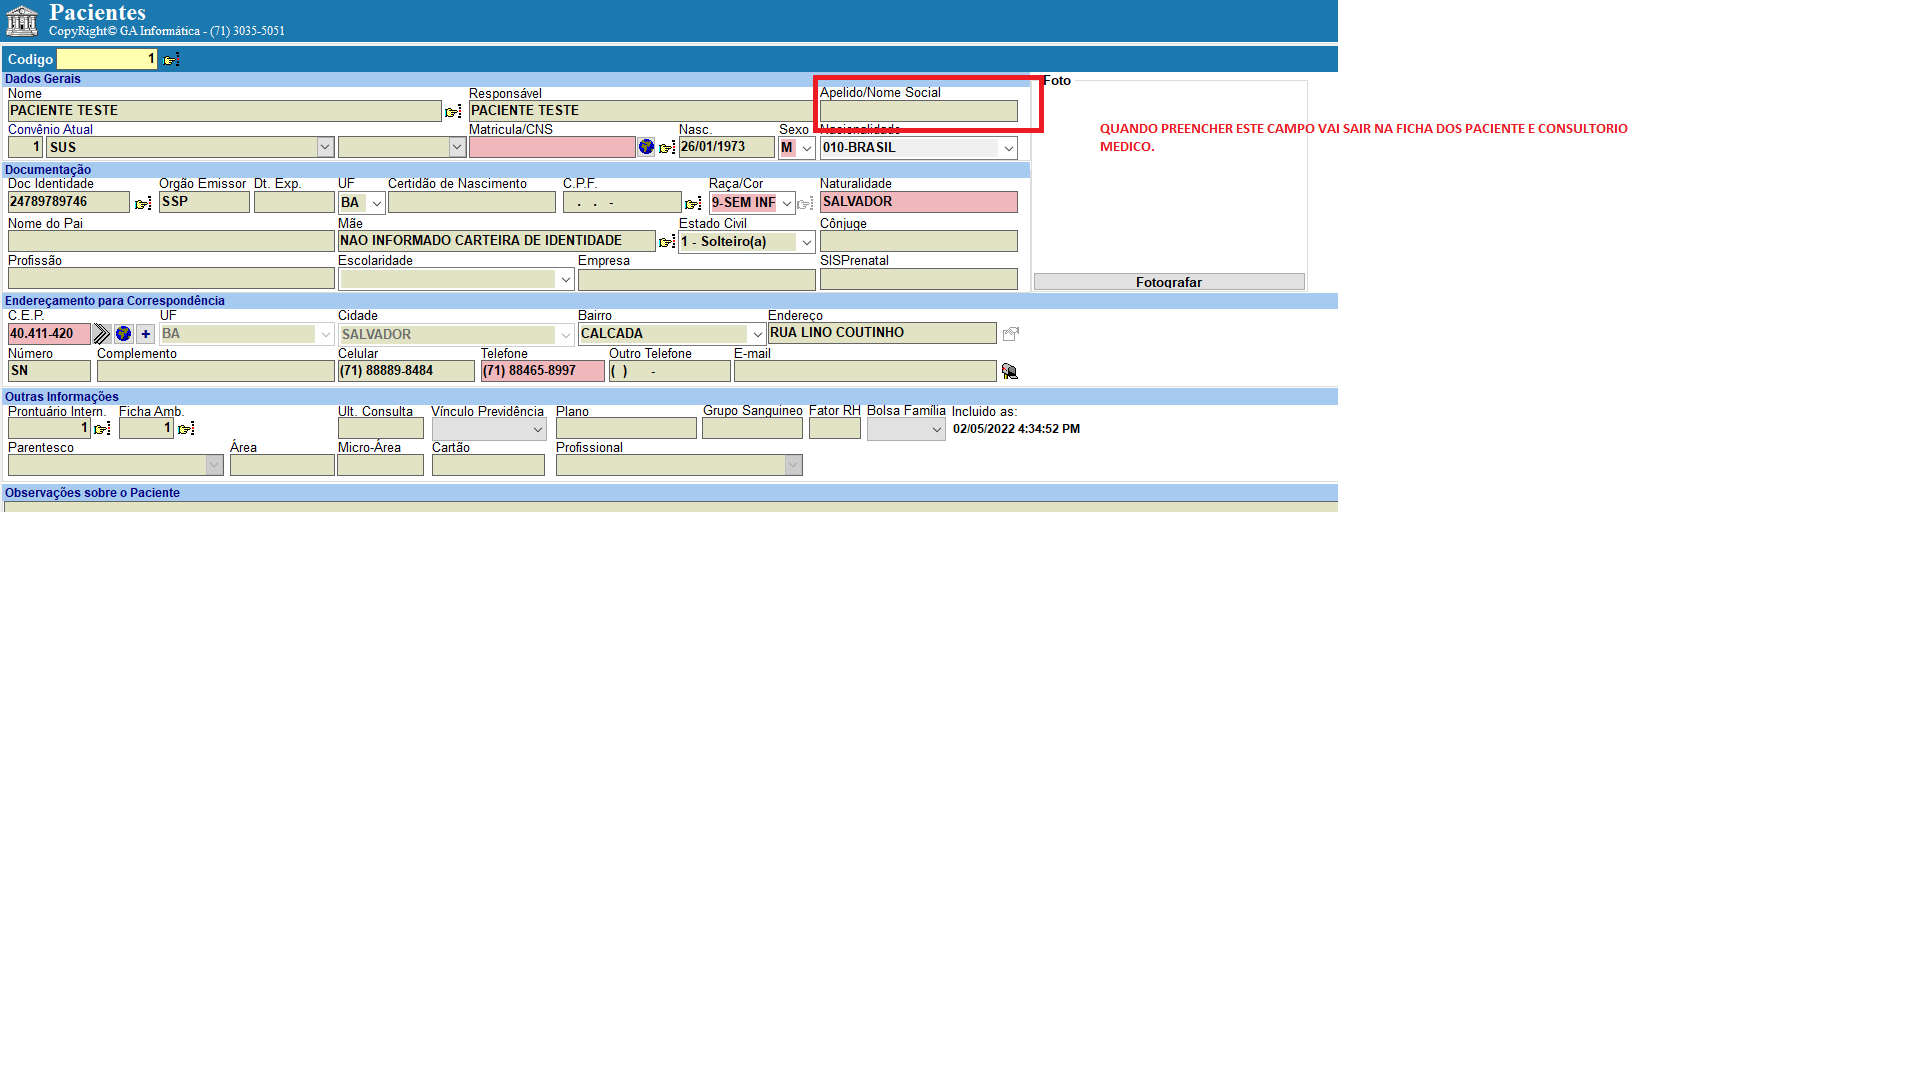 Pacientes
CopyRight© GA Informática - (71) 3035-5051
Codigo 1
Dados Gerais
Foto
Nome Responsável Apelido/Nome Social
PACIENTE TESTE PACIENTE TESTE
QUANDO PREENCHER ESTE CAMPO VAI SAIR NA FICHA DOS PACIENTE E CONSULTORIO
MEDICO.
Convênio Atual Matricula/CNS Nasc. Sexo Nacionalidade
1 SUS 26/01/1973 M 010-BRASIL
Documentação
Doc Identidade Orgão Emissor Dt. Exp. UF Certidão de Nascimento C.P.F. Raça/Cor Naturalidade
24789789746 SSP BA . . - 9-SEM INF SALVADOR
Nome do Pai Mãe Estado Civil Cônjuge
NAO INFORMADO CARTEIRA DE IDENTIDADE 1 - Solteiro(a)
Profissão Escolaridade Empresa SISPrenatal
Fotografar
Endereçamento para Correspondência
C.E.P. UF Cidade Bairro Endereço
40.411-420 + BA SALVADOR CALCADA RUA LINO COUTINHO
Número Complemento Celular Telefone Outro Telefone E-mail
SN (71) 88889-8484 (71) 88465-8997 ( ) -
Outras Informações
Prontuário Intern. Ficha Amb. Ult. Consulta Vínculo Previdência Plano Grupo Sanguineo Fator RH Bolsa Família Incluido as:
1 1 02/05/2022 4:34:52 PM
Parentesco Área Micro-Área Cartão Profissional
Observações sobre o Paciente